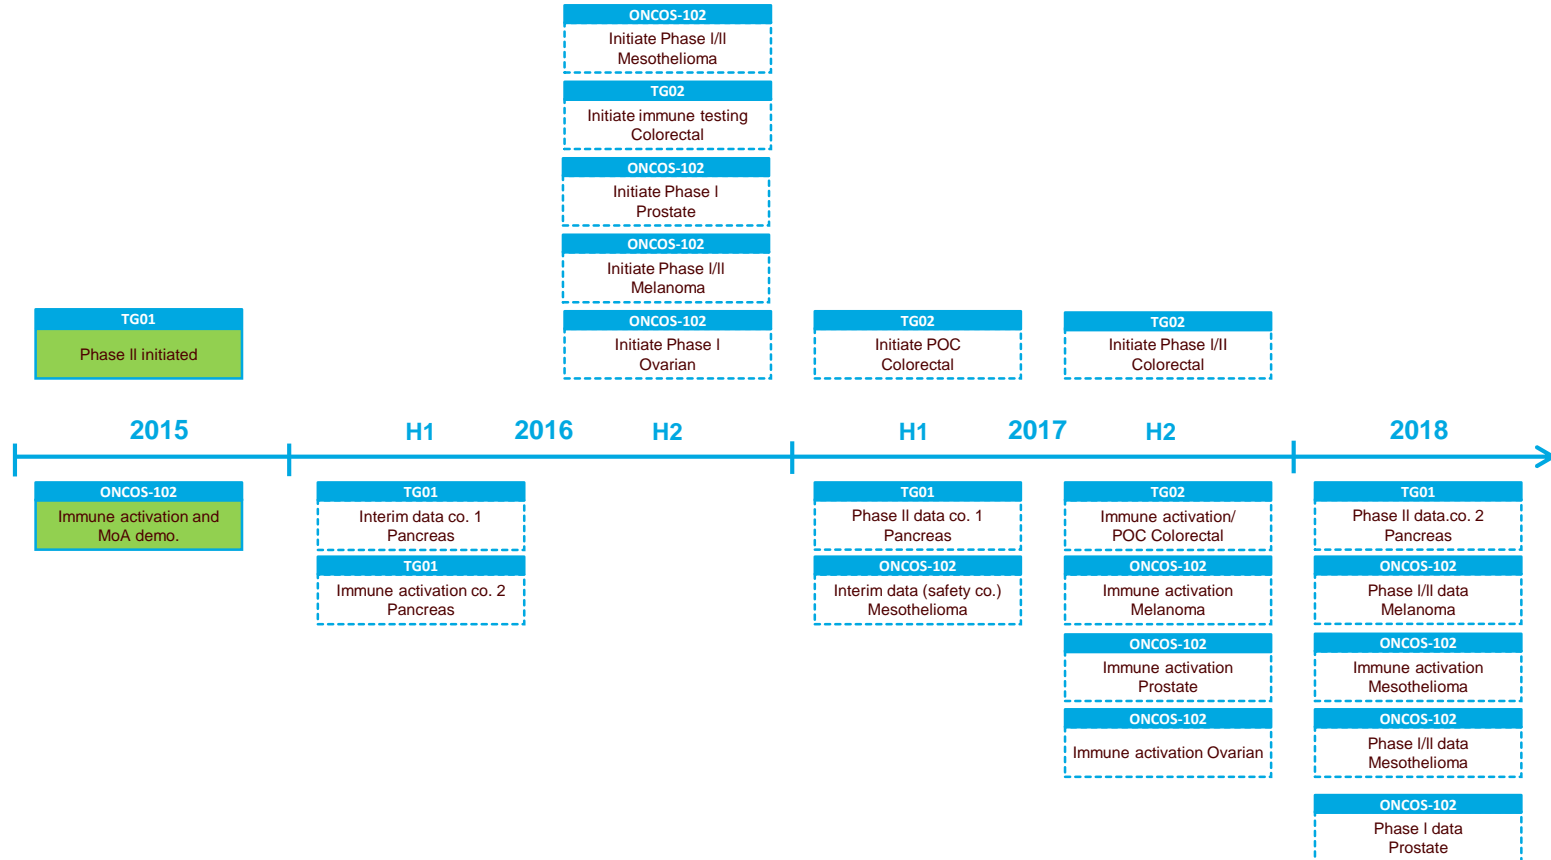 ONCOS-102
Initiate Phase I/II
Mesothelioma
TG02
Initiate immune testing
Colorectal
ONCOS-102
Initiate Phase I
Prostate
ONCOS-102
Initiate Phase I/II
Melanoma
TG01
Phase II initiated
ONCOS-102
Initiate Phase I
Ovarian
TG02
Initiate POC
Colorectal
TG02
Initiate Phase I/II
Colorectal
2015
H1
2016
H2
H1
2017
H2
2018
ONCOS-102
Immune activation and
MoA demo.
TG01
Interim data co. 1
Pancreas
TG01
Immune activation co. 2
Pancreas
TG01
Phase II data co. 1
Pancreas
ONCOS-102
Interim data (safety co.)
Mesothelioma
TG02
Immune activation/
POC Colorectal
ONCOS-102
Immune activation
Melanoma
ONCOS-102
Immune activation
Prostate
ONCOS-102
Immune activation Ovarian
TG01
Phase II data.co. 2
Pancreas
ONCOS-102
Phase I/II data
Melanoma
ONCOS-102
Immune activation
Mesothelioma
ONCOS-102
Phase I/II data
Mesothelioma
ONCOS-102
Phase I data
Prostate